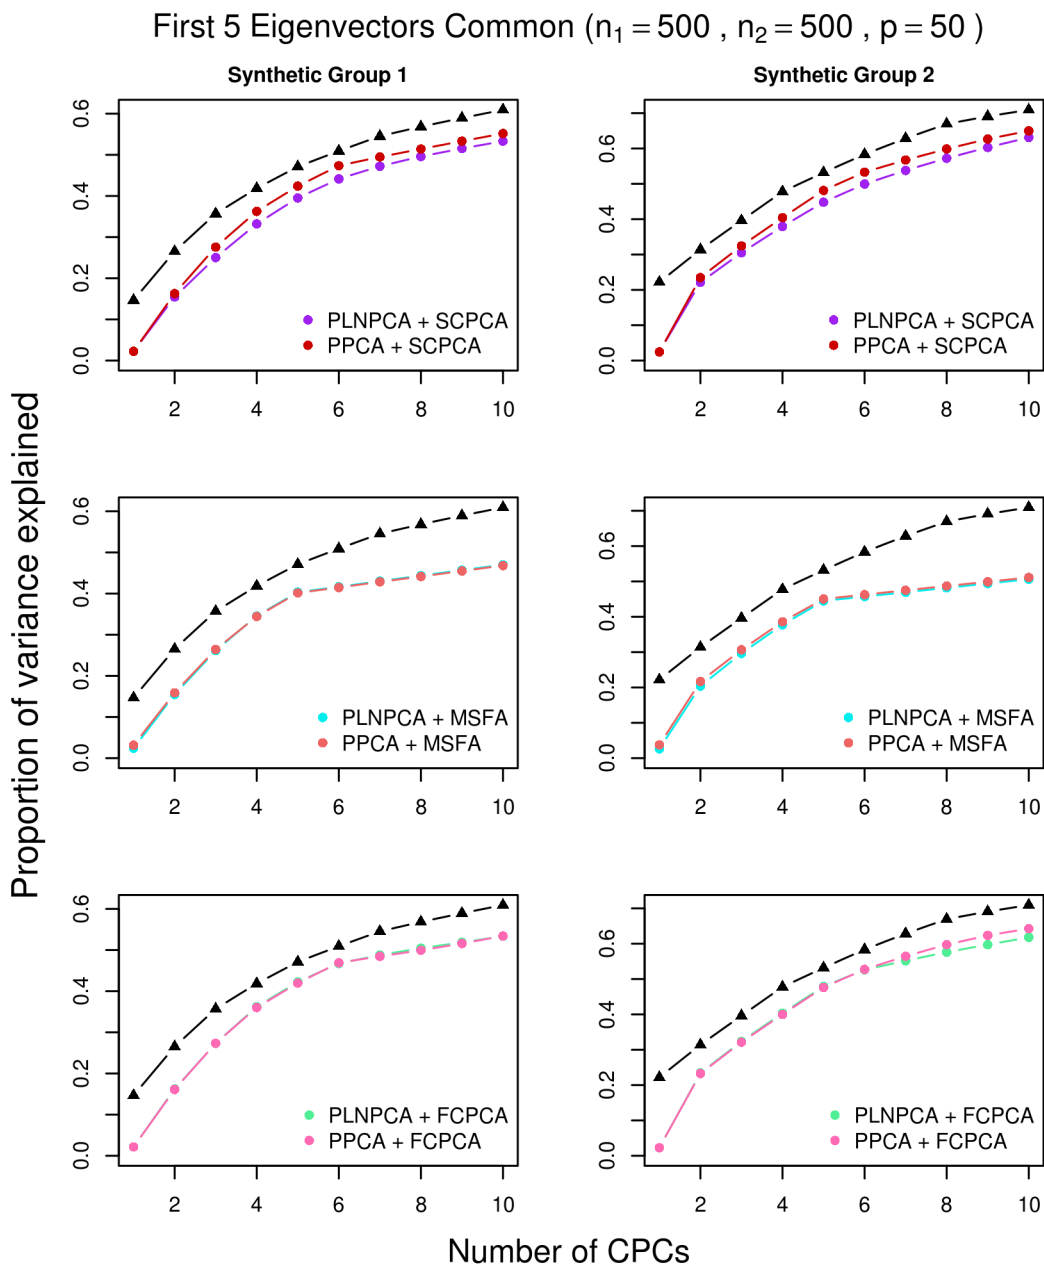 First 5 Eigenvectors Common (n₁ = 500 , n₂ = 500 , p = 50 )
Synthetic Group 1
Synthetic Group 2
Proportion of variance explained
0.6
0.4
0.2
0.0
PLNPCA + SCPCA
PPCA + SCPCA
2 4 6 8 10
0.6
0.4
0.2
0.0
PLNPCA + SCPCA
PPCA + SCPCA
2 4 6 8 10
0.6
0.4
0.2
0.0
PLNPCA + MSFA
PPCA + MSFA
2 4 6 8 10
0.6
0.4
0.2
0.0
PLNPCA + MSFA
PPCA + MSFA
2 4 6 8 10
0.6
0.4
0.2
0.0
PLNPCA + FCPCA
PPCA + FCPCA
2 4 6 8 10
0.6
0.4
0.2
0.0
PLNPCA + FCPCA
PPCA + FCPCA
2 4 6 8 10
Number of CPCs